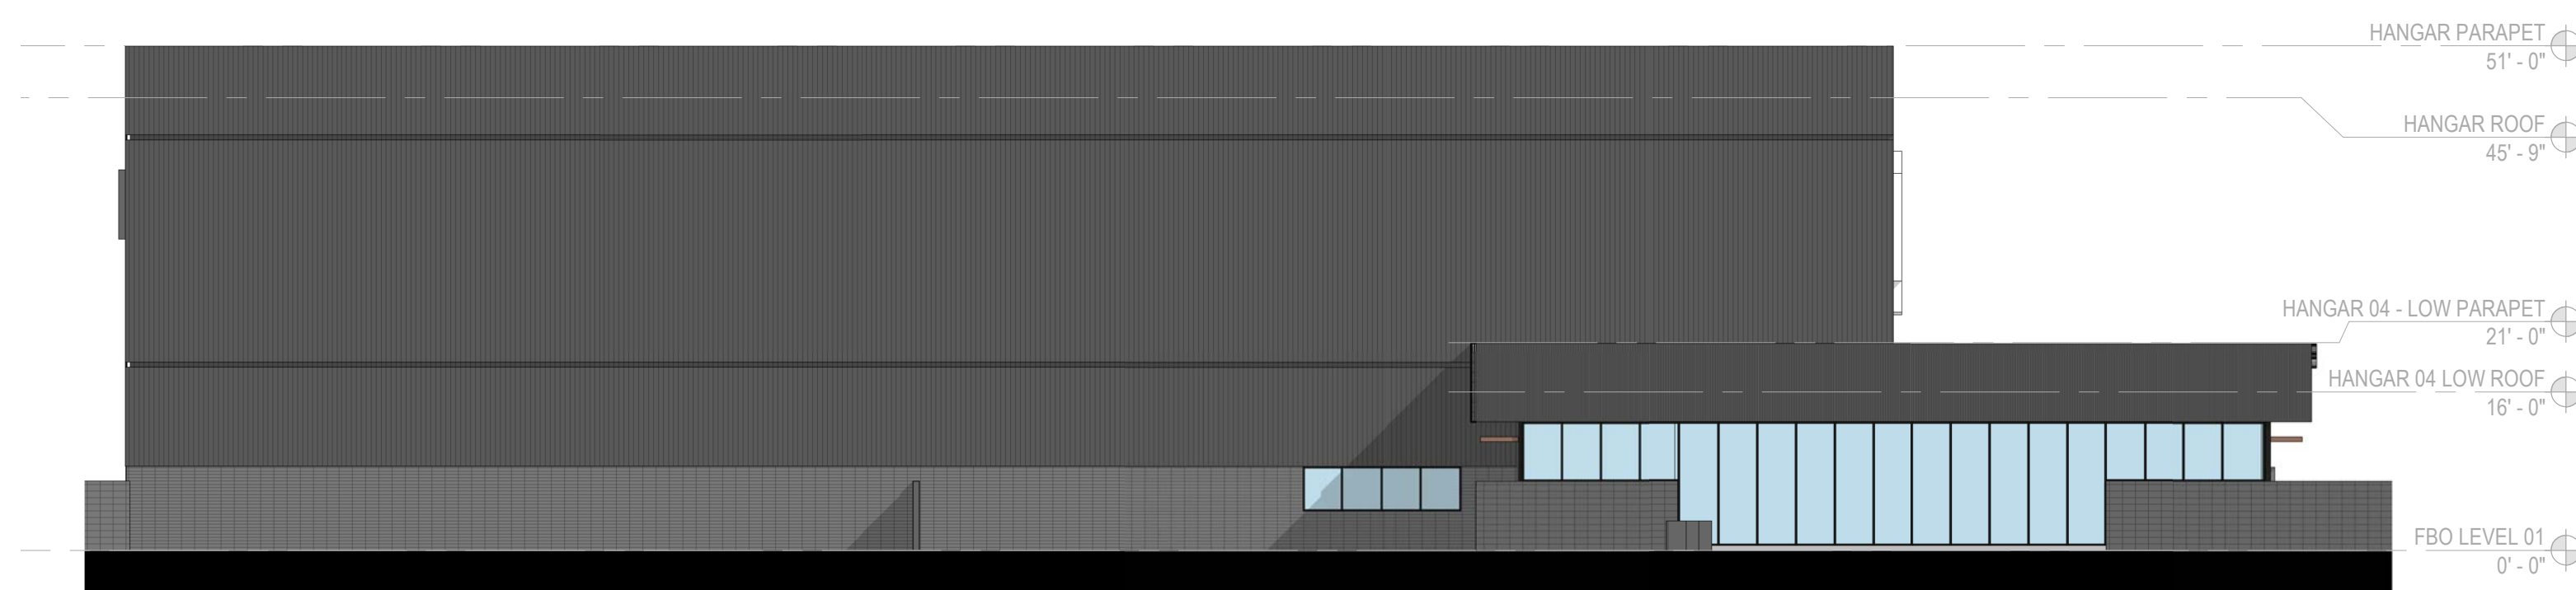 HANGAR PARAPET
51' - 0"
HANGAR ROOF
45' - 9"
HANGAR 04 - LOW PARAPET
21' - 0"
HANGAR 04 LOW ROOF
16' - 0"
FBO LEVEL 01
0' - 0"